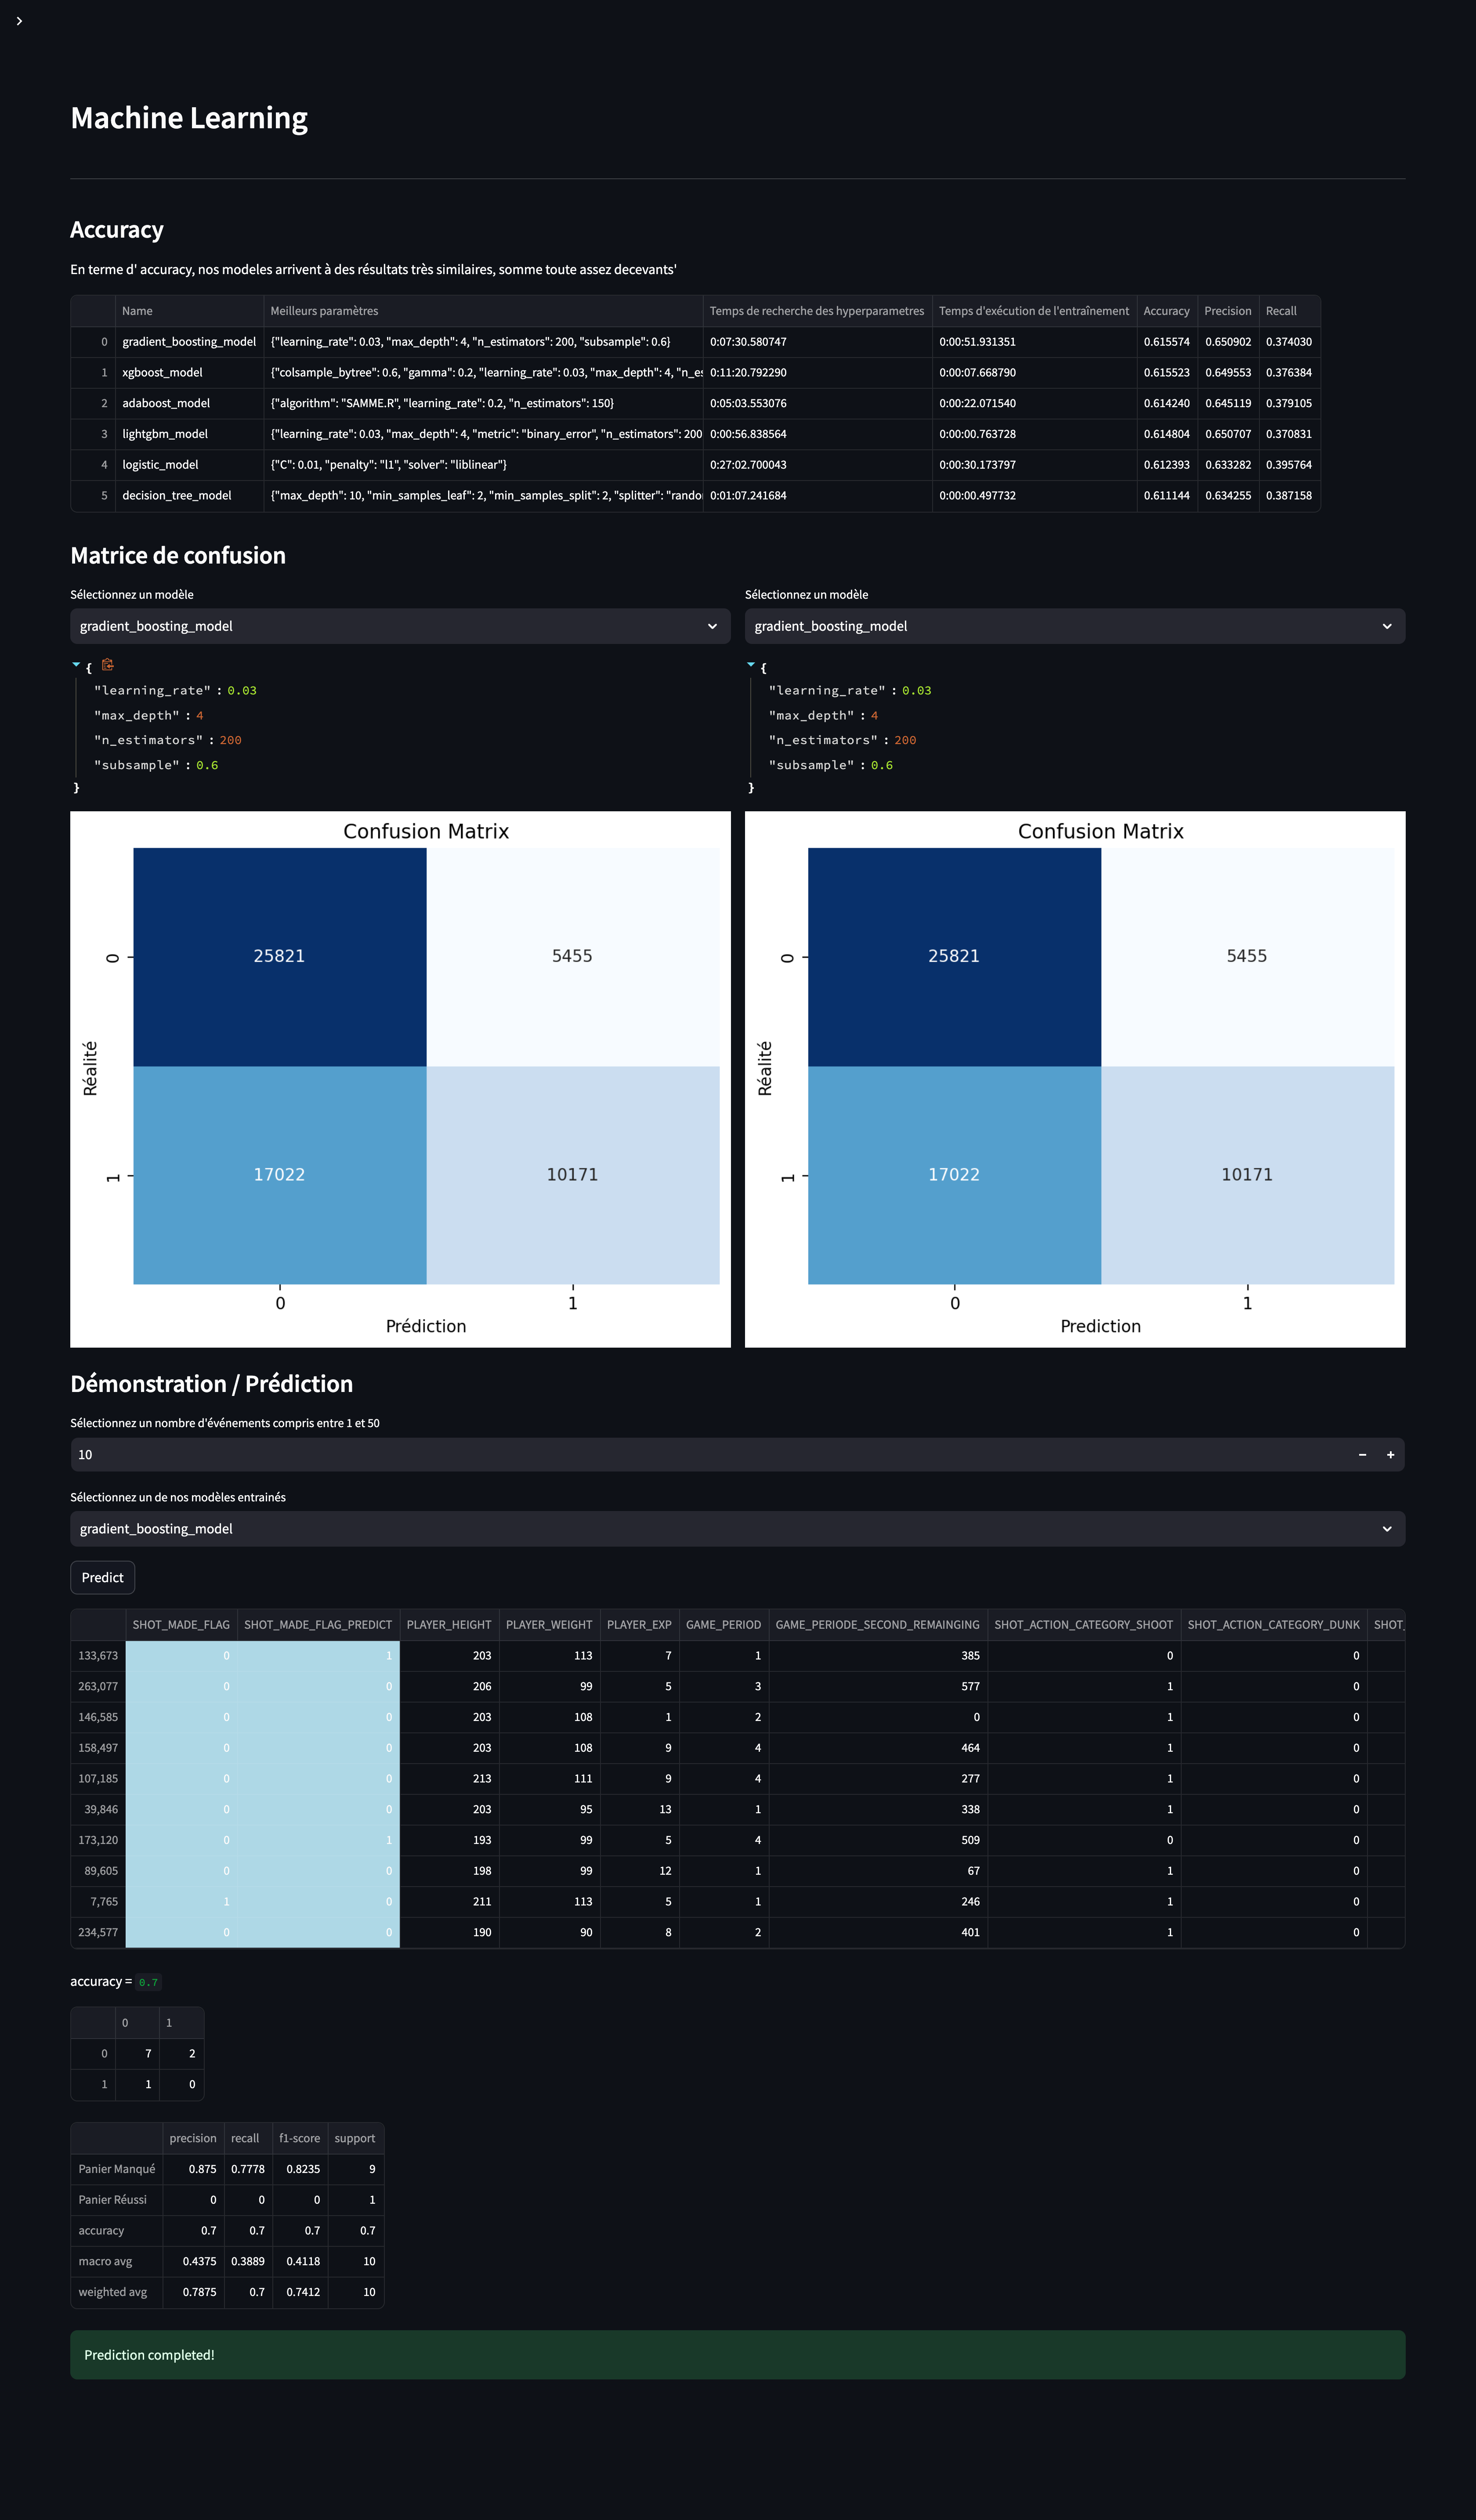 Machine Learning
Accuracy
En terme d' accuracy, nos modeles arrivent à des résultats très similaires, somme toute assez decevants'
Name Meilleurs paramètres Temps de recherche des hyperparametres Temps d'exécution de l'entraînement Accuracy Precision Recall
0 gradient_boosting_model {"learning_rate": 0.03, "max_depth": 4, "n_estimators": 200, "subsample": 0.6} 0:07:30.580747 0:00:51.931351 0.615574 0.650902 0.374030
1 xgboost_model {"colsample_bytree": 0.6, "gamma": 0.2, "learning_rate": 0.03, "max_depth": 4, "n_es 0:11:20.792290 0:00:07.668790 0.615523 0.649553 0.376384
2 adaboost_model {"algorithm": "SAMME.R", "learning_rate": 0.2, "n_estimators": 150} 0:05:03.553076 0:00:22.071540 0.614240 0.645119 0.379105
3 lightgbm_model {"learning_rate": 0.03, "max_depth": 4, "metric": "binary_error", "n_estimators": 200 0:00:56.838564 0:00:00.763728 0.614804 0.650707 0.370831
4 logistic_model {"C": 0.01, "penalty": "l1", "solver": "liblinear"} 0:27:02.700043 0:00:30.173797 0.612393 0.633282 0.395764
5 decision_tree_model {"max_depth": 10, "min_samples_leaf": 2, "min_samples_split": 2, "splitter": "rando 0:01:07.241684 0:00:00.497732 0.611144 0.634255 0.387158
Matrice de confusion
Sélectionnez un modèle
gradient_boosting_model
{
"learning_rate" : 0.03
"max_depth" : 4
"n_estimators" : 200
"subsample" : 0.6
}
Confusion Matrix
0 25821 5455
Réalité
1 17022 10171
0 1
Prédiction
Sélectionnez un modèle
gradient_boosting_model
{
"learning_rate" : 0.03
"max_depth" : 4
"n_estimators" : 200
"subsample" : 0.6
}
Confusion Matrix
0 25821 5455
Réalité
1 17022 10171
0 1
Prediction
Démonstration / Prédiction
Sélectionnez un nombre d'événements compris entre 1 et 50
10 − +
Sélectionnez un de nos modèles entrainés
gradient_boosting_model
Predict
SHOT_MADE_FLAG SHOT_MADE_FLAG_PREDICT PLAYER_HEIGHT PLAYER_WEIGHT PLAYER_EXP GAME_PERIOD GAME_PERIODE_SECOND_REMAINGING SHOT_ACTION_CATEGORY_SHOOT SHOT_ACTION_CATEGORY_DUNK SHOT_
133,673 0 1 203 113 7 1 385 0 0
263,077 0 0 206 99 5 3 577 1 0
146,585 0 0 203 108 1 2 0 1 0
158,497 0 0 203 108 9 4 464 1 0
107,185 0 0 213 111 9 4 277 1 0
39,846 0 0 203 95 13 1 338 1 0
173,120 0 1 193 99 5 4 509 0 0
89,605 0 0 198 99 12 1 67 1 0
7,765 1 0 211 113 5 1 246 1 0
234,577 0 0 190 90 8 2 401 1 0
accuracy = 0.7
0 1
0 7 2
1 1 0
precision recall f1-score support
Panier Manqué 0.875 0.7778 0.8235 9
Panier Réussi 0 0 0 1
accuracy 0.7 0.7 0.7 0.7
macro avg 0.4375 0.3889 0.4118 10
weighted avg 0.7875 0.7 0.7412 10
Prediction completed!